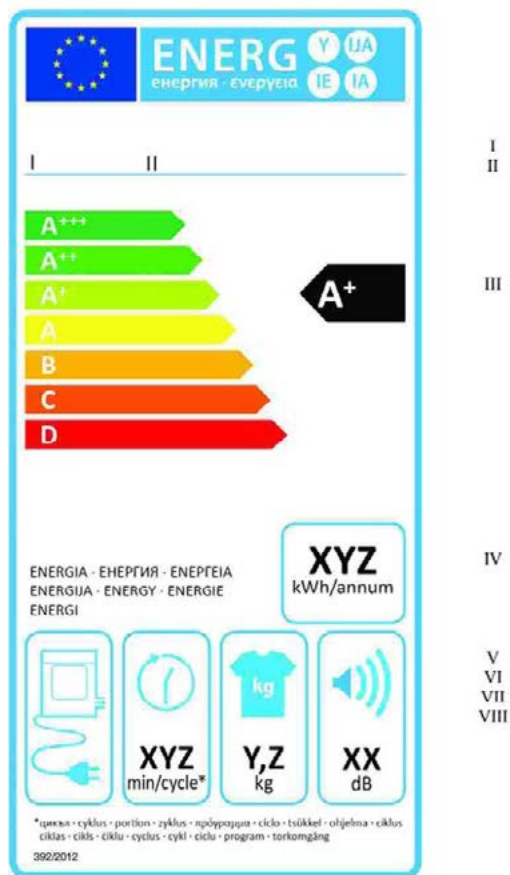 ENERG Y IJA
енергия · ενεργεια IE IA
I
II
I II
A+++
A++
A+
A+
III
A
B
C
D
XYZ
kWh/annum
IV
ENERGIA · ЕНЕРГИЯ · ΕΝΕΡΓΕΙΑ
ENERGIJA · ENERGY · ENERGIE
ENERGI
V
VI
VII
VIII
kg
XYZ
min/cycle*
Y,Z
kg
XX
dB
*цикъл · cyklus · portion · zyklus · πρόγραμμα · ciclo · tsükkel · ohjelma · ciklus
ciklas · cikls · ċiklu · cyclus · cykl · ciclu · program · torkomgång
392/2012